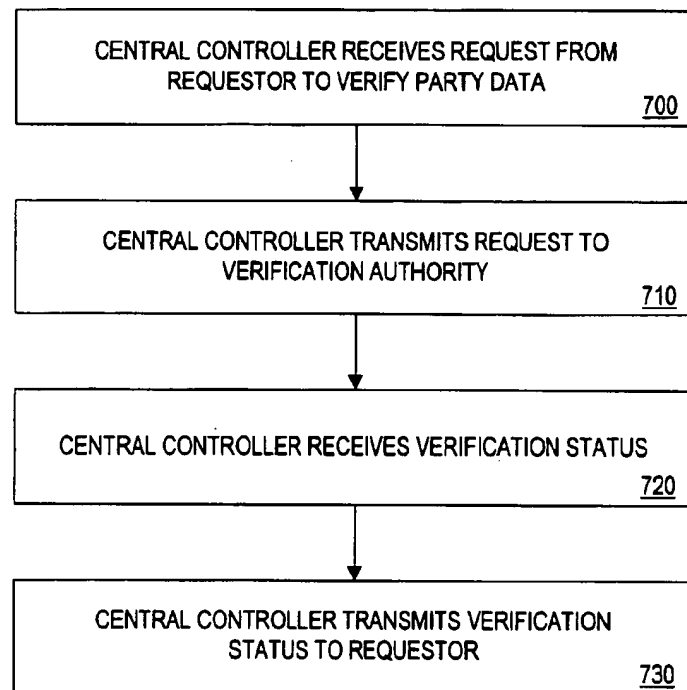 CENTRAL CONTROLLER RECEIVES REQUEST FROM
REQUESTOR TO VERIFY PARTY DATA
700
CENTRAL CONTROLLER TRANSMITS REQUEST TO
VERIFICATION AUTHORITY
710
CENTRAL CONTROLLER RECEIVES VERIFICATION STATUS
720
CENTRAL CONTROLLER TRANSMITS VERIFICATION
STATUS TO REQUESTOR
730